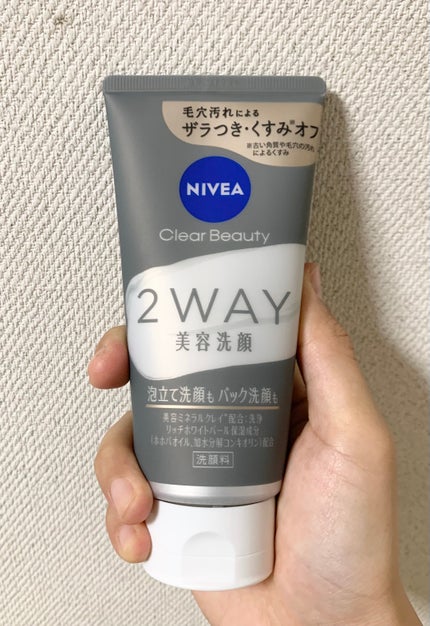 毛穴汚れによる
ザラつき・くすみ※オフ
※古い角質や毛穴の汚れ
によるくすみ
NIVEA
Clear Beauty
2WAY
美容洗顔
泡立て洗顔も パック洗顔も
美容ミネラルクレイ*配合:洗浄
リッチホワイトパール保湿成分
(ホホバオイル、加水分解コンキオリン)配合
洗顔料